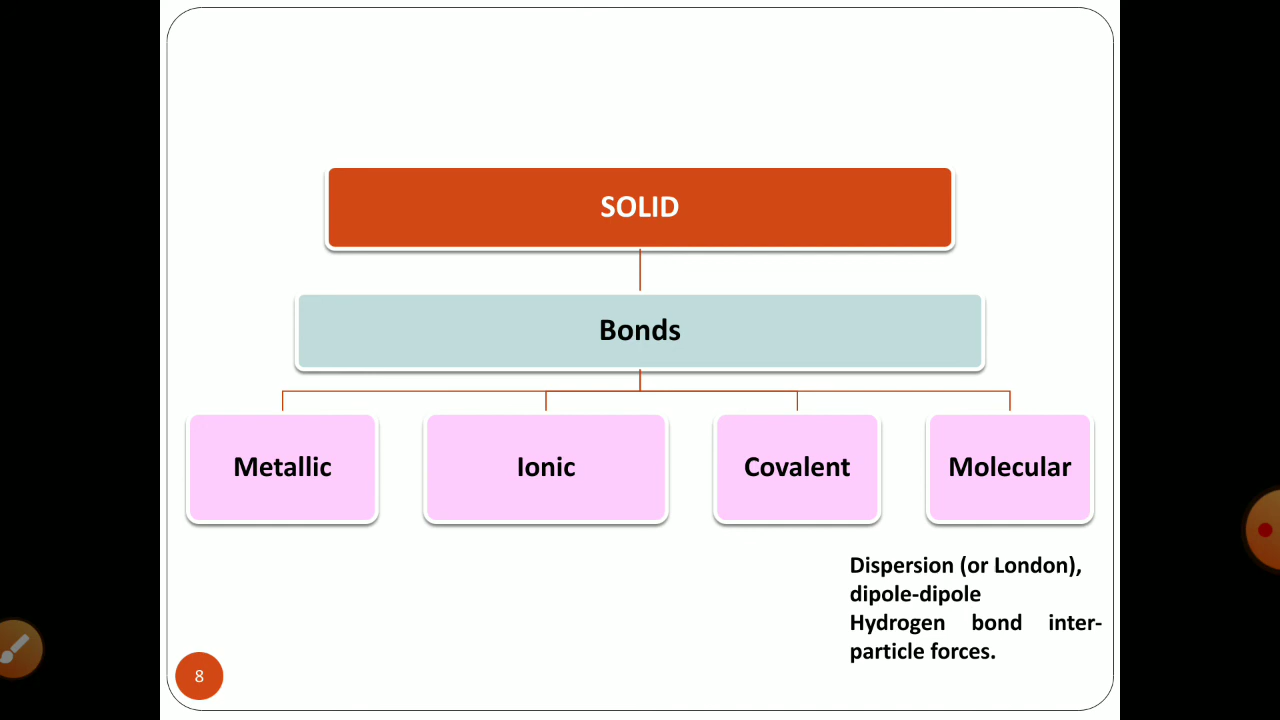 SOLID
Bonds
Metallic
Ionic
Covalent
Molecular
Dispersion (or London),
dipole-dipole
Hydrogen bond inter-
particle forces.
8